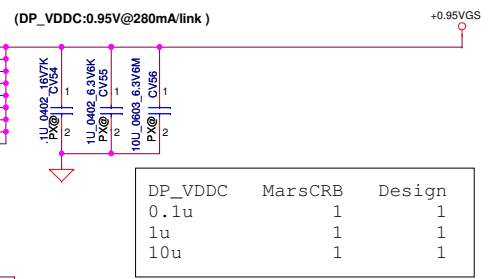 (DP_VDDC:0.95V@280mA/link )
+0.95VGS
.1U_0402_16V7K
PX@ CV54
1
2
1U_0402_6.3V6K
PX@ CV55
1
2
10U_0603_6.3V6M
PX@ CV56
1
2
DP_VDDC MarsCRB Design
0.1u 1 1
1u 1 1
10u 1 1